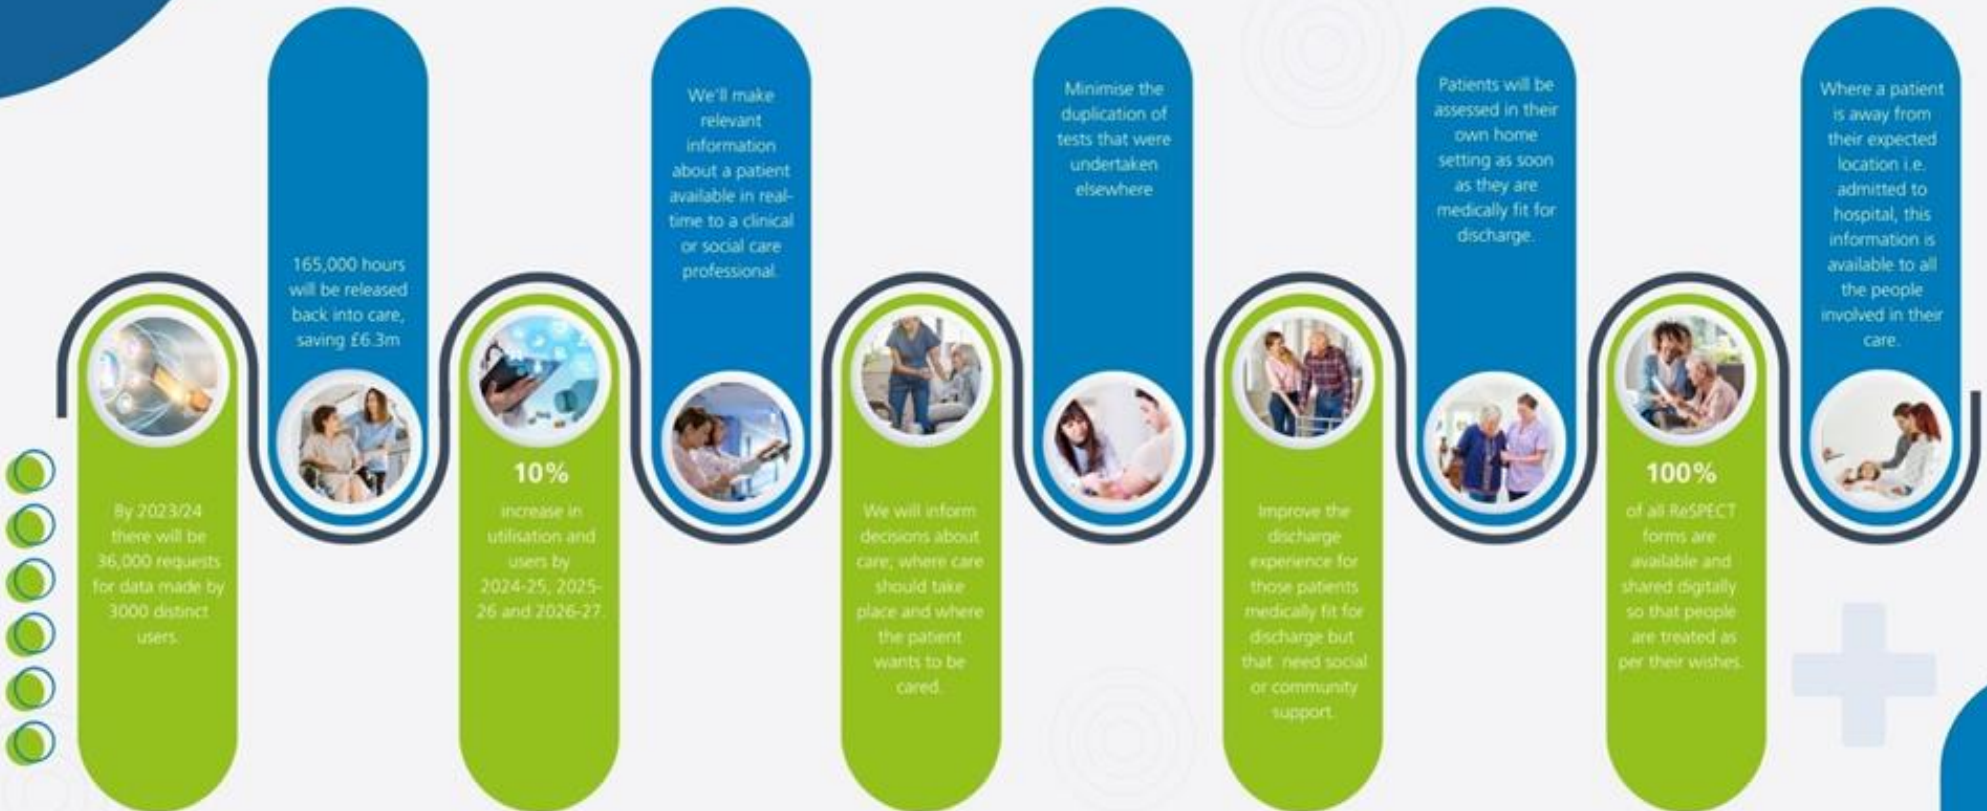 By 2023/24
there will be
36,000 requests
for data made by
3000 distinct
users.
165,000 hours
will be released
back into care,
saving £6.3m
10%
increase in
utilisation and
users by
2024-25, 2025-
26 and 2026-27.
We'll make
relevant
information
about a patient
available in real-
time to a clinical
or social care
professional.
We will inform
decisions about
care; where care
should take
place and where
the patient
wants to be
cared.
Minimise the
duplication of
tests that were
undertaken
elsewhere
Improve the
discharge
experience for
those patients
medically fit for
discharge but
that need social
or community
support.
Patients will be
assessed in their
own home
setting as soon
as they are
medically fit for
discharge.
100%
of all ReSPECT
forms are
available and
shared digitally
so that people
are treated as
per their wishes.
Where a patient
is away from
their expected
location i.e.
admitted to
hospital, this
information is
available to all
the people
involved in their
care.